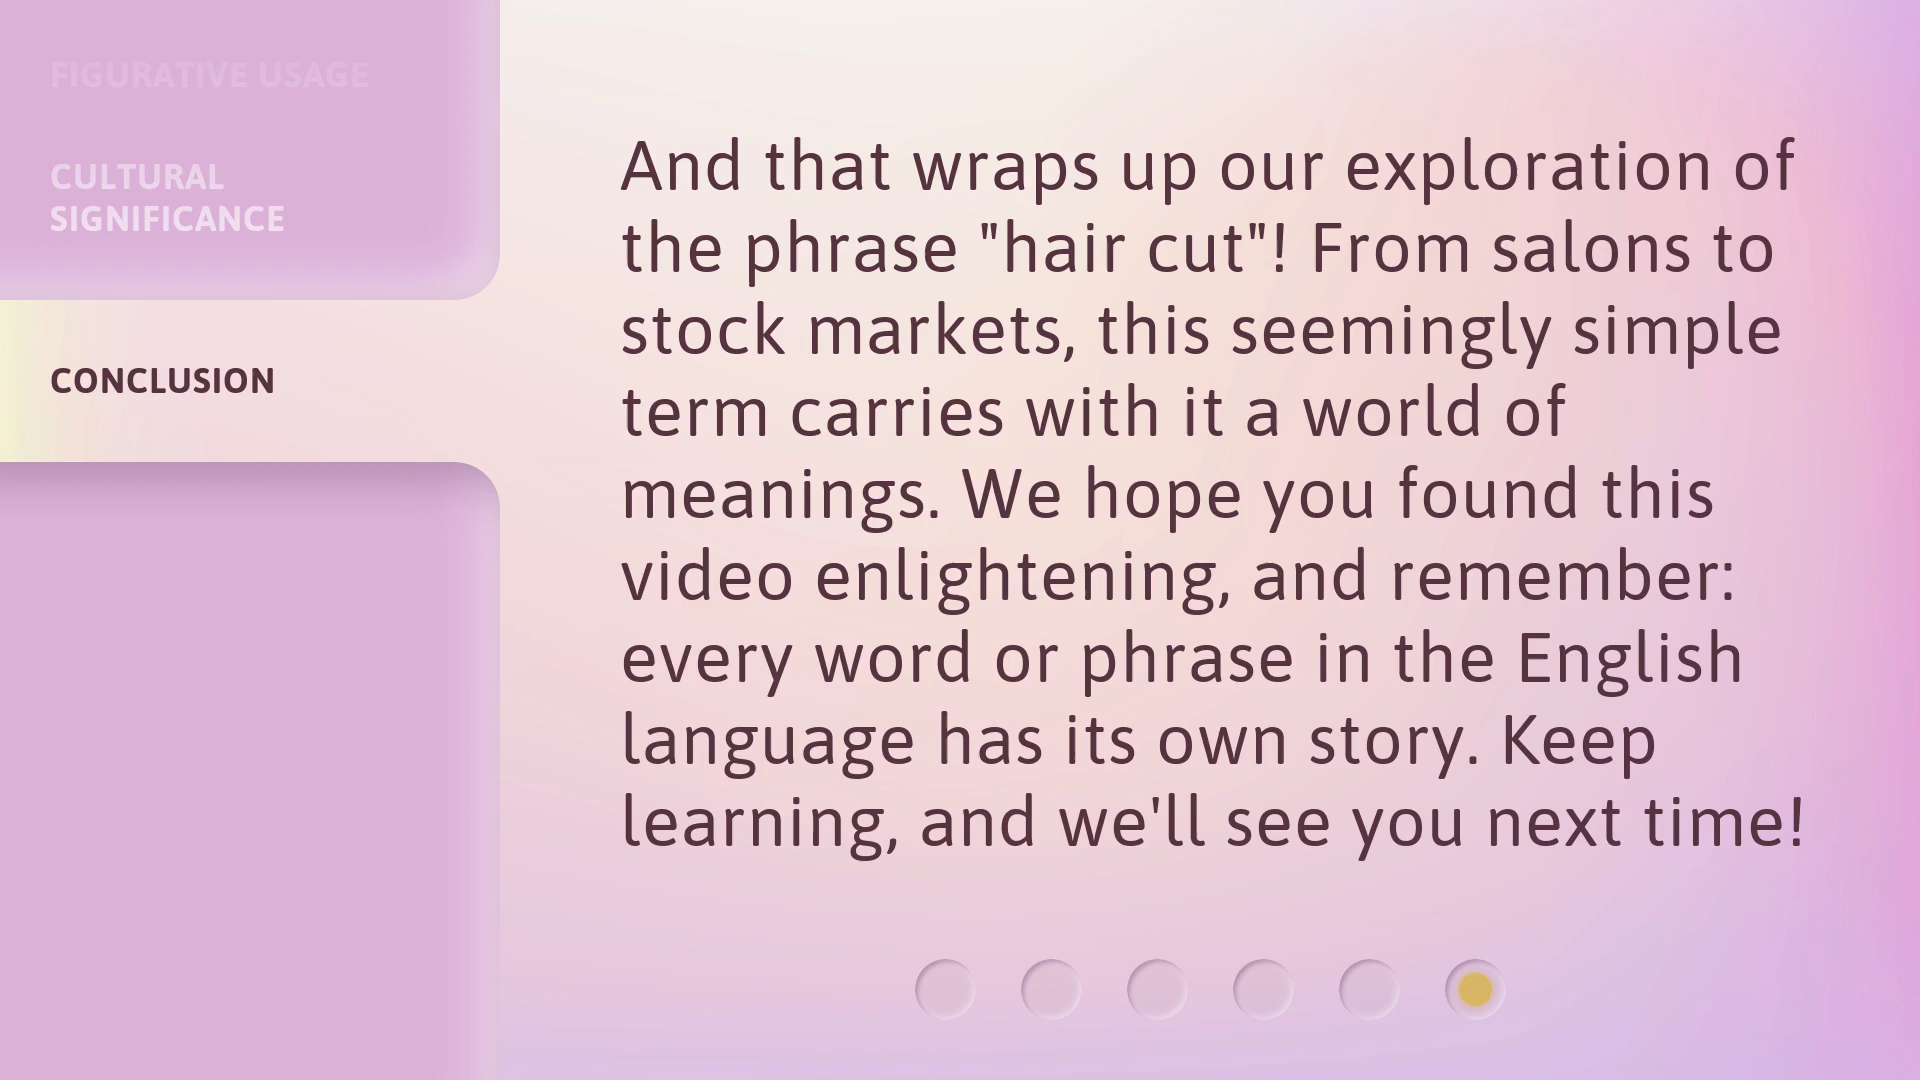 FIGURATIVE USAGE
CULTURAL
SIGNIFICANCE
CONCLUSION
And that wraps up our exploration of
the phrase "hair cut"! From salons to
stock markets, this seemingly simple
term carries with it a world of
meanings. We hope you found this
video enlightening, and remember:
every word or phrase in the English
language has its own story. Keep
learning, and we'll see you next time!